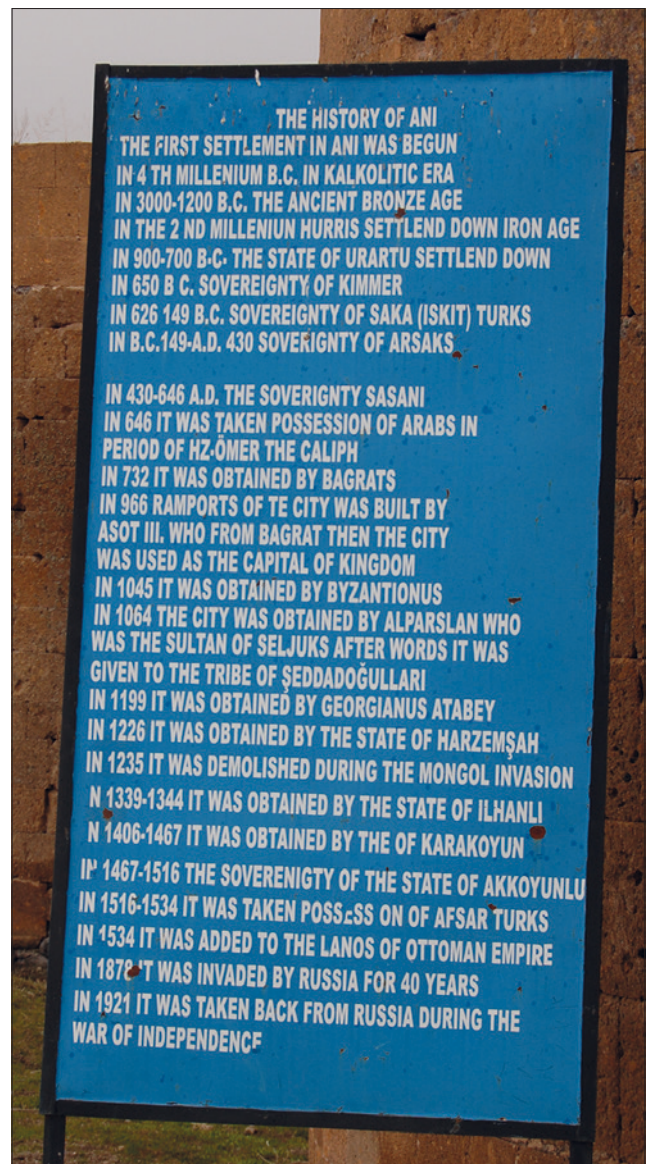 THE HISTORY OF ANI
THE FIRST SETTLEMENT IN ANI WAS BEGUN
IN 4 TH MILLENIUM B.C. IN KALKOLITIC ERA
IN 3000-1200 B.C. THE ANCIENT BRONZE AGE
IN THE 2 ND MILLENIUN HURRIS SETTLEND DOWN IRON AGE
IN 900-700 B.C. THE STATE OF URARTU SETTLEND DOWN
IN 650 B C. SOVEREIGNTY OF KIMMER
IN 626 149 B.C. SOVEREIGNTY OF SAKA (ISKIT) TURKS
IN B.C.149-A.D. 430 SOVERIGNTY OF ARSAKS
IN 430-646 A.D. THE SOVERIGNTY SASANI
IN 646 IT WAS TAKEN POSSESSION OF ARABS IN
PERIOD OF HZ-ÖMER THE CALIPH
IN 732 IT WAS OBTAINED BY BAGRATS
IN 966 RAMPORTS OF TE CITY WAS BUILT BY
ASOT III. WHO FROM BAGRAT THEN THE CITY
WAS USED AS THE CAPITAL OF KINGDOM
IN 1045 IT WAS OBTAINED BY BYZANTIONUS
IN 1064 THE CITY WAS OBTAINED BY ALPARSLAN WHO
WAS THE SULTAN OF SELJUKS AFTER WORDS IT WAS
GIVEN TO THE TRIBE OF ŞEDDADOĞULLARI
IN 1199 IT WAS OBTAINED BY GEORGIANUS ATABEY
IN 1226 IT WAS OBTAINED BY THE STATE OF HARZEMŞAH
IN 1235 IT WAS DEMOLISHED DURING THE MONGOL INVASION
N 1339-1344 IT WAS OBTAINED BY THE STATE OF ILHANLI
N 1406-1467 IT WAS OBTAINED BY THE OF KARAKOYUN
IN 1467-1516 THE SOVERENIGTY OF THE STATE OF AKKOYUNLU
IN 1516-1534 IT WAS TAKEN POSSESS ON OF AFSAR TURKS
IN 1534 IT WAS ADDED TO THE LANOS OF OTTOMAN EMPIRE
IN 1878 IT WAS INVADED BY RUSSIA FOR 40 YEARS
IN 1921 IT WAS TAKEN BACK FROM RUSSIA DURING THE
WAR OF INDEPENDENCE